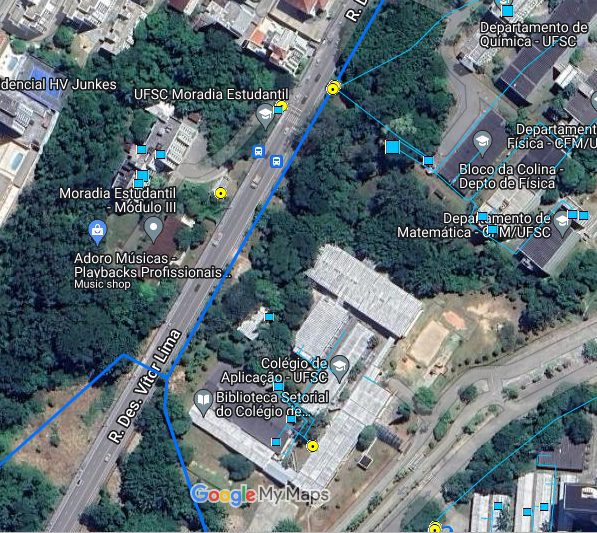 R.
Departamento de
Química - UFSC
dencial HV Junkes
UFSC Moradia Estudantil
Departament
Física - CFM/U
Bloco da Colina -
Depto de Física
Moradia Estudantil
- Módulo III
Departamento de
Matemática - CFM/UFSC
Adoro Músicas -
Playbacks Profissionais...
Music shop
R. Des. Vitor Lima
Colégio de
Aplicação - UFSC
Biblioteca Setorial
do Colégio de...
Google My Maps